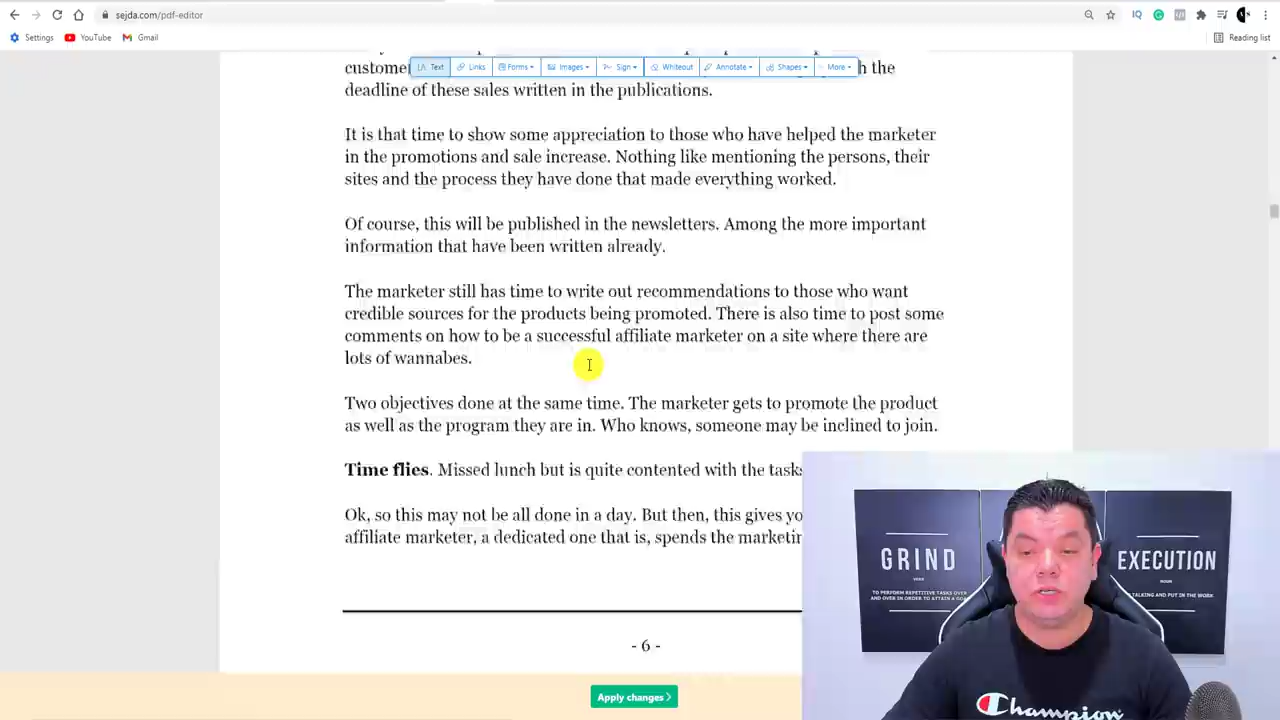 sejda.com/pdf-editor
Settings YouTube Gmail Reading list
Text Links Forms Images Sign Whiteout Annotate Shapes More
custome h the
deadline of these sales written in the publications.
It is that time to show some appreciation to those who have helped the marketer
in the promotions and sale increase. Nothing like mentioning the persons, their
sites and the process they have done that made everything worked.
Of course, this will be published in the newsletters. Among the more important
information that have been written already.
The marketer still has time to write out recommendations to those who want
credible sources for the products being promoted. There is also time to post some
comments on how to be a successful affiliate marketer on a site where there are
lots of wannabes.
Two objectives done at the same time. The marketer gets to promote the product
as well as the program they are in. Who knows, someone may be inclined to join.
Time flies. Missed lunch but is quite contented with the tasks
Ok, so this may not be all done in a day. But then, this gives yo
affiliate marketer, a dedicated one that is, spends the marketin
- 6 -
Apply changes
GRIND
VERB
TO PERFORM REPETITIVE TASKS OVER
AND OVER IN ORDER TO ATTAIN A GOA
EXECUTION
NOUN
TALKING AND PUT IN THE WORK.
Champion